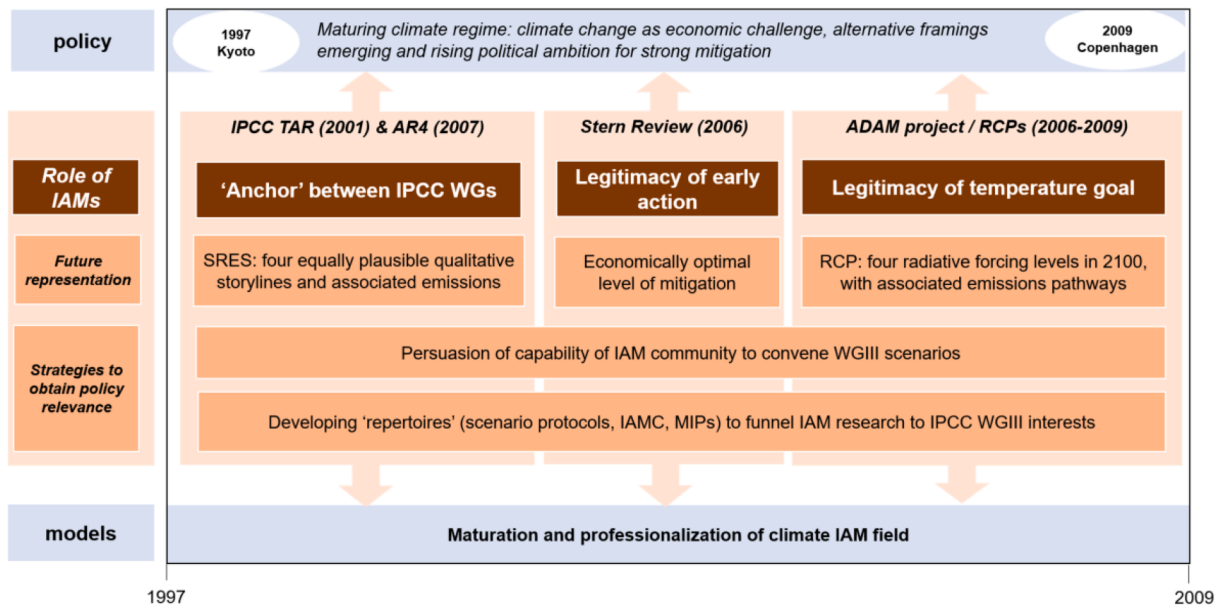 policy
1997
Kyoto
Maturing climate regime: climate change as economic challenge, alternative framings
emerging and rising political ambition for strong mitigation
2009
Copenhagen
IPCC TAR (2001) & AR4 (2007)
Stern Review (2006)
ADAM project / RCPs (2006-2009)
Role of
IAMs
‘Anchor’ between IPCC WGs
Legitimacy of early
action
Legitimacy of temperature goal
Future
representation
SRES: four equally plausible qualitative
storylines and associated emissions
Economically optimal
level of mitigation
RCP: four radiative forcing levels in 2100,
with associated emissions pathways
Strategies to
obtain policy
relevance
Persuasion of capability of IAM community to convene WGIII scenarios
Developing ‘repertoires’ (scenario protocols, IAMC, MIPs) to funnel IAM research to IPCC WGIII interests
models
Maturation and professionalization of climate IAM field
1997
2009